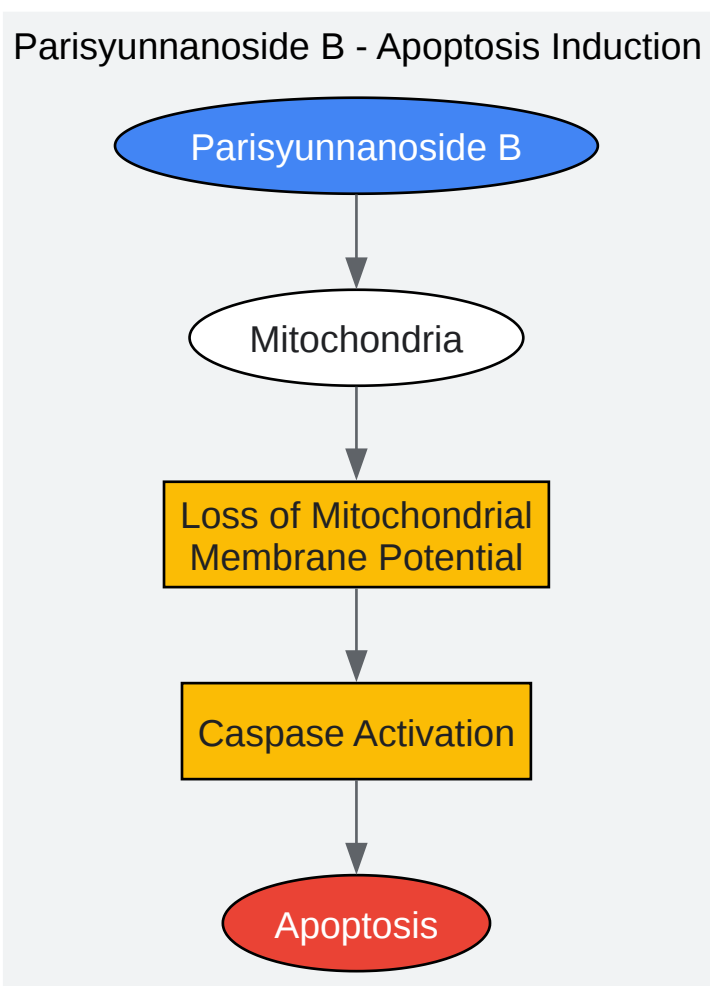 Parisyunnanoside B - Apoptosis Induction
Parisyunnanoside B
Mitochondria
Loss of Mitochondrial
Membrane Potential
Caspase Activation
Apoptosis